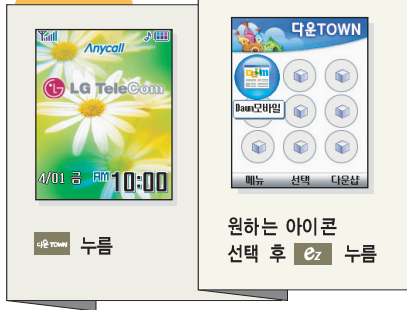 Anycall
LG TeleCom
4/01 금 AM 10:00
다운TOWN 누름
다운TOWN
Daum
Daum모바일
메뉴 선택 다운샵
원하는 아이콘
선택 후 ez 누름